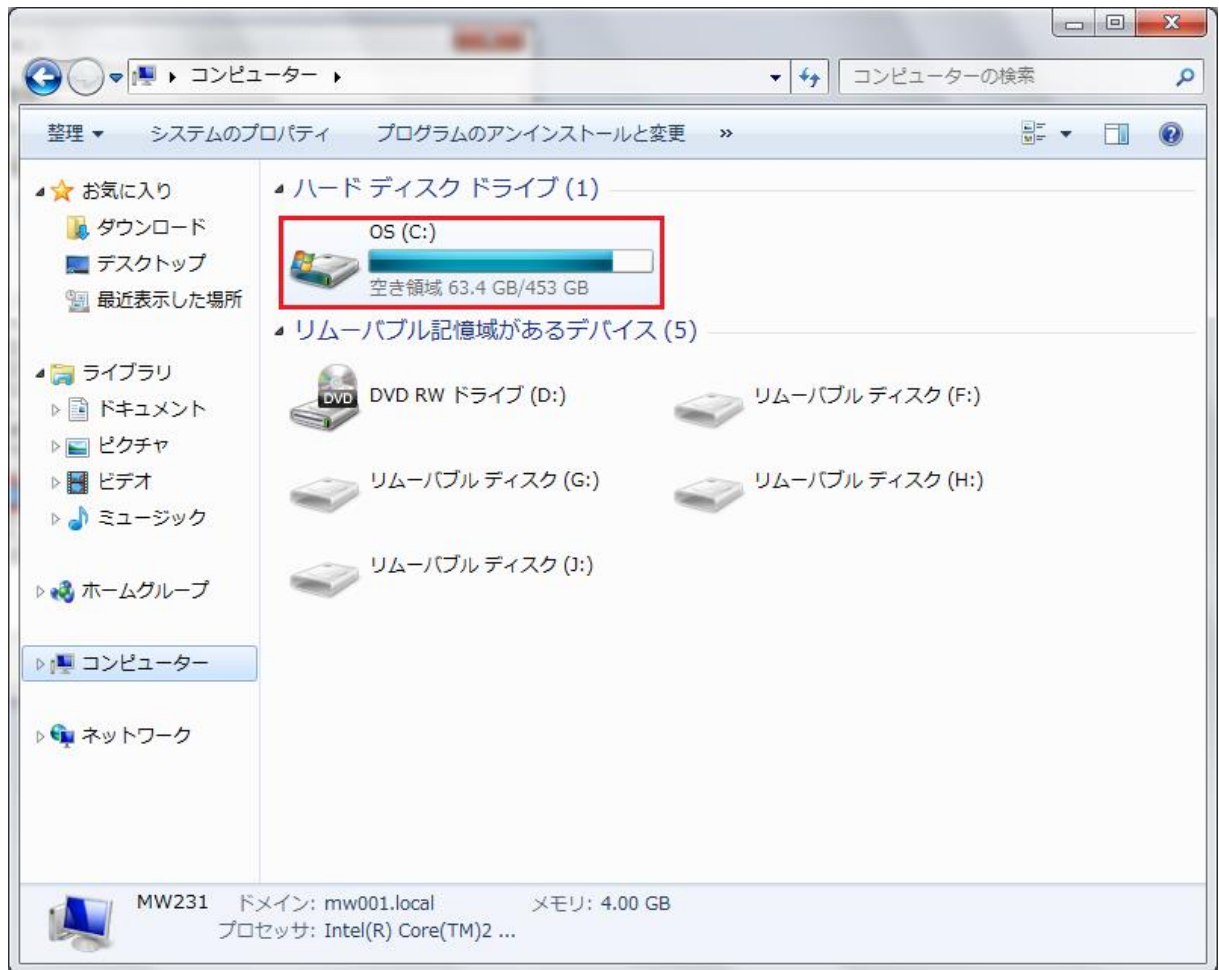 コンピューター
コンピューターの検索
整理 システムのプロパティ プログラムのアンインストールと変更 »
お気に入り
ダウンロード
デスクトップ
最近表示した場所
ライブラリ
ドキュメント
ピクチャ
ビデオ
ミュージック
ホームグループ
コンピューター
ネットワーク
ハード ディスク ドライブ (1)
OS (C:)
空き領域 63.4 GB/453 GB
リムーバブル記憶域があるデバイス (5)
DVD
DVD RW ドライブ (D:)
リムーバブル ディスク (F:)
リムーバブル ディスク (G:)
リムーバブル ディスク (H:)
リムーバブル ディスク (J:)
MW231 ドメイン: mw001.local メモリ: 4.00 GB
プロセッサ: Intel(R) Core(TM)2 ...